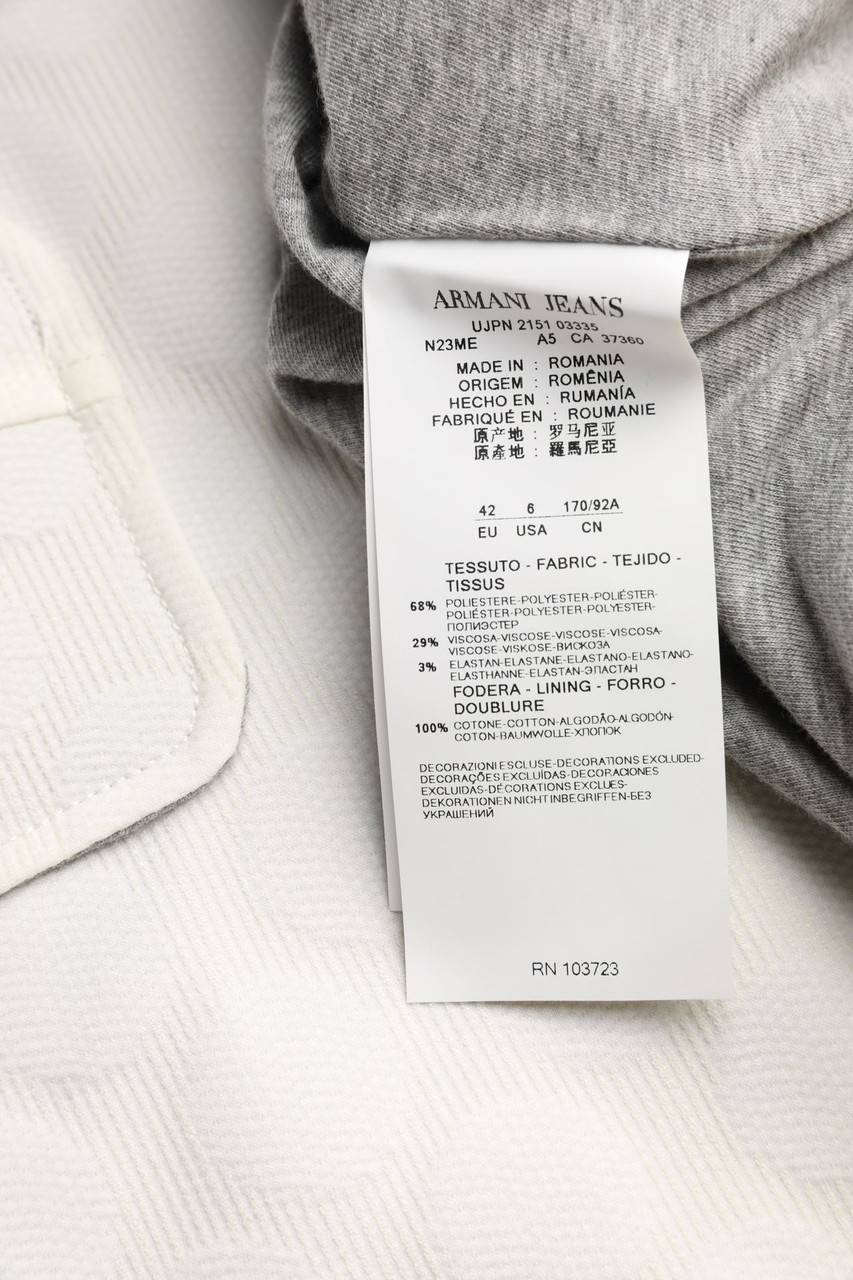 ARMANI JEANS
UJPN 2151 03335
N23ME A5 CA 37360
MADE IN : ROMANIA
ORIGEM : ROMÊNIA
HECHO EN : RUMANÍA
FABRIQUÉ EN : ROUMANIE
原产地 : 罗马尼亚
原產地 : 羅馬尼亞
42 6 170/92A
EU USA CN
TESSUTO - FABRIC - TEJIDO -
TISSUS
68% POLIESTERE-POLYESTER-POLIÉSTER-
POLIÉSTER-POLYESTER-POLYESTER-
ПОЛИЭСТЕР
29% VISCOSA-VISCOSE-VISCOSE-VISCOSA-
VISCOSE-VISKOSE-ВИСКОЗА
3% ELASTAN-ELASTANE-ELASTANO-ELASTANO-
ELASTHANNE-ELASTAN-ЭЛАСТАН
FODERA - LINING - FORRO -
DOUBLURE
100% COTONE-COTTON-ALGODÃO-ALGODÓN-
COTON-BAUMWOLLE-ХЛОПОК
DECORAZIONI ESCLUSE-DECORATIONS EXCLUDED-
DECORAÇÕES EXCLUÍDAS-DECORACIONES
EXCLUIDAS-DÉCORATIONS EXCLUES-
DEKORATIONEN NICHT INBEGRIFFEN-БЕЗ
УКРАШЕНИЙ
RN 103723